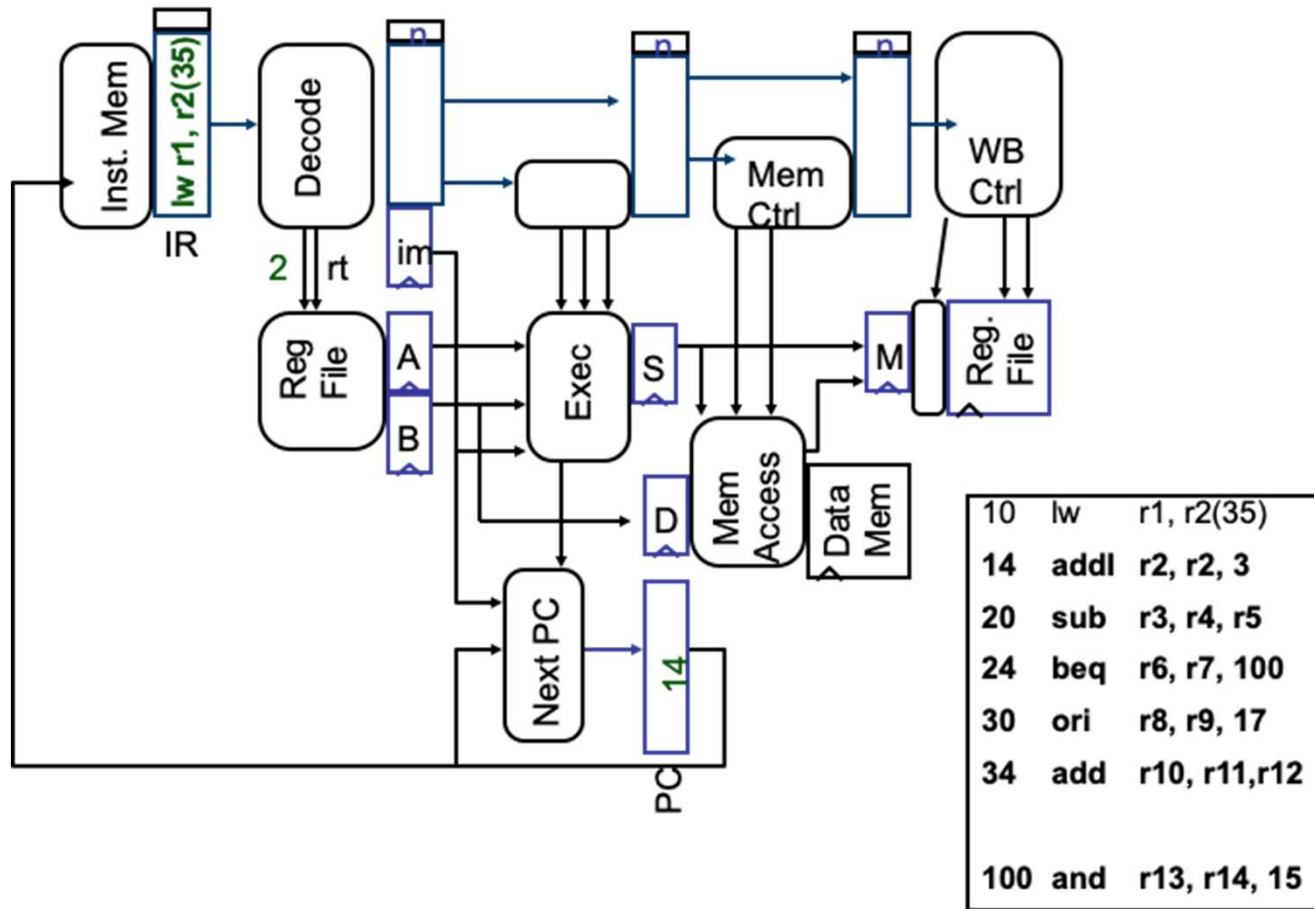 n
n
n
Inst. Mem
lw r1, r2(35)
IR
Decode
Mem
Ctrl
WB
Ctrl
2
rt
im
Reg
File
A
B
Exec
S
M
Reg.
File
D
Mem
Access
Data
Mem
Next PC
14
PC
10 lw r1, r2(35)
14 addI r2, r2, 3
20 sub r3, r4, r5
24 beq r6, r7, 100
30 ori r8, r9, 17
34 add r10, r11,r12
100 and r13, r14, 15